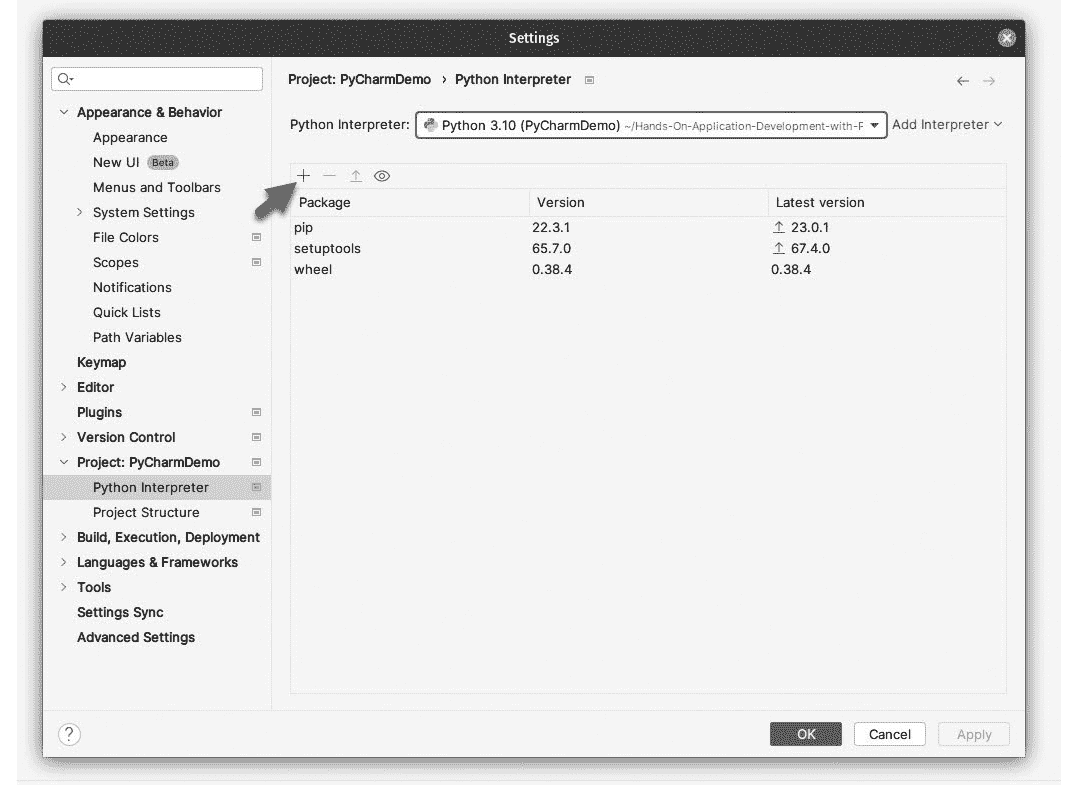 Settings
Project: PyCharmDemo › Python Interpreter
Python Interpreter: Python 3.10 (PyCharmDemo) ~/Hands-On-Application-Development-with-P Add Interpreter
Appearance & Behavior
Appearance
New UI Beta
Menus and Toolbars
System Settings
File Colors
Scopes
Notifications
Quick Lists
Path Variables
Keymap
Editor
Plugins
Version Control
Project: PyCharmDemo
Python Interpreter
Project Structure
Build, Execution, Deployment
Languages & Frameworks
Tools
Settings Sync
Advanced Settings
Package Version Latest version
pip 22.3.1 23.0.1
setuptools 65.7.0 67.4.0
wheel 0.38.4 0.38.4
? OK Cancel Apply